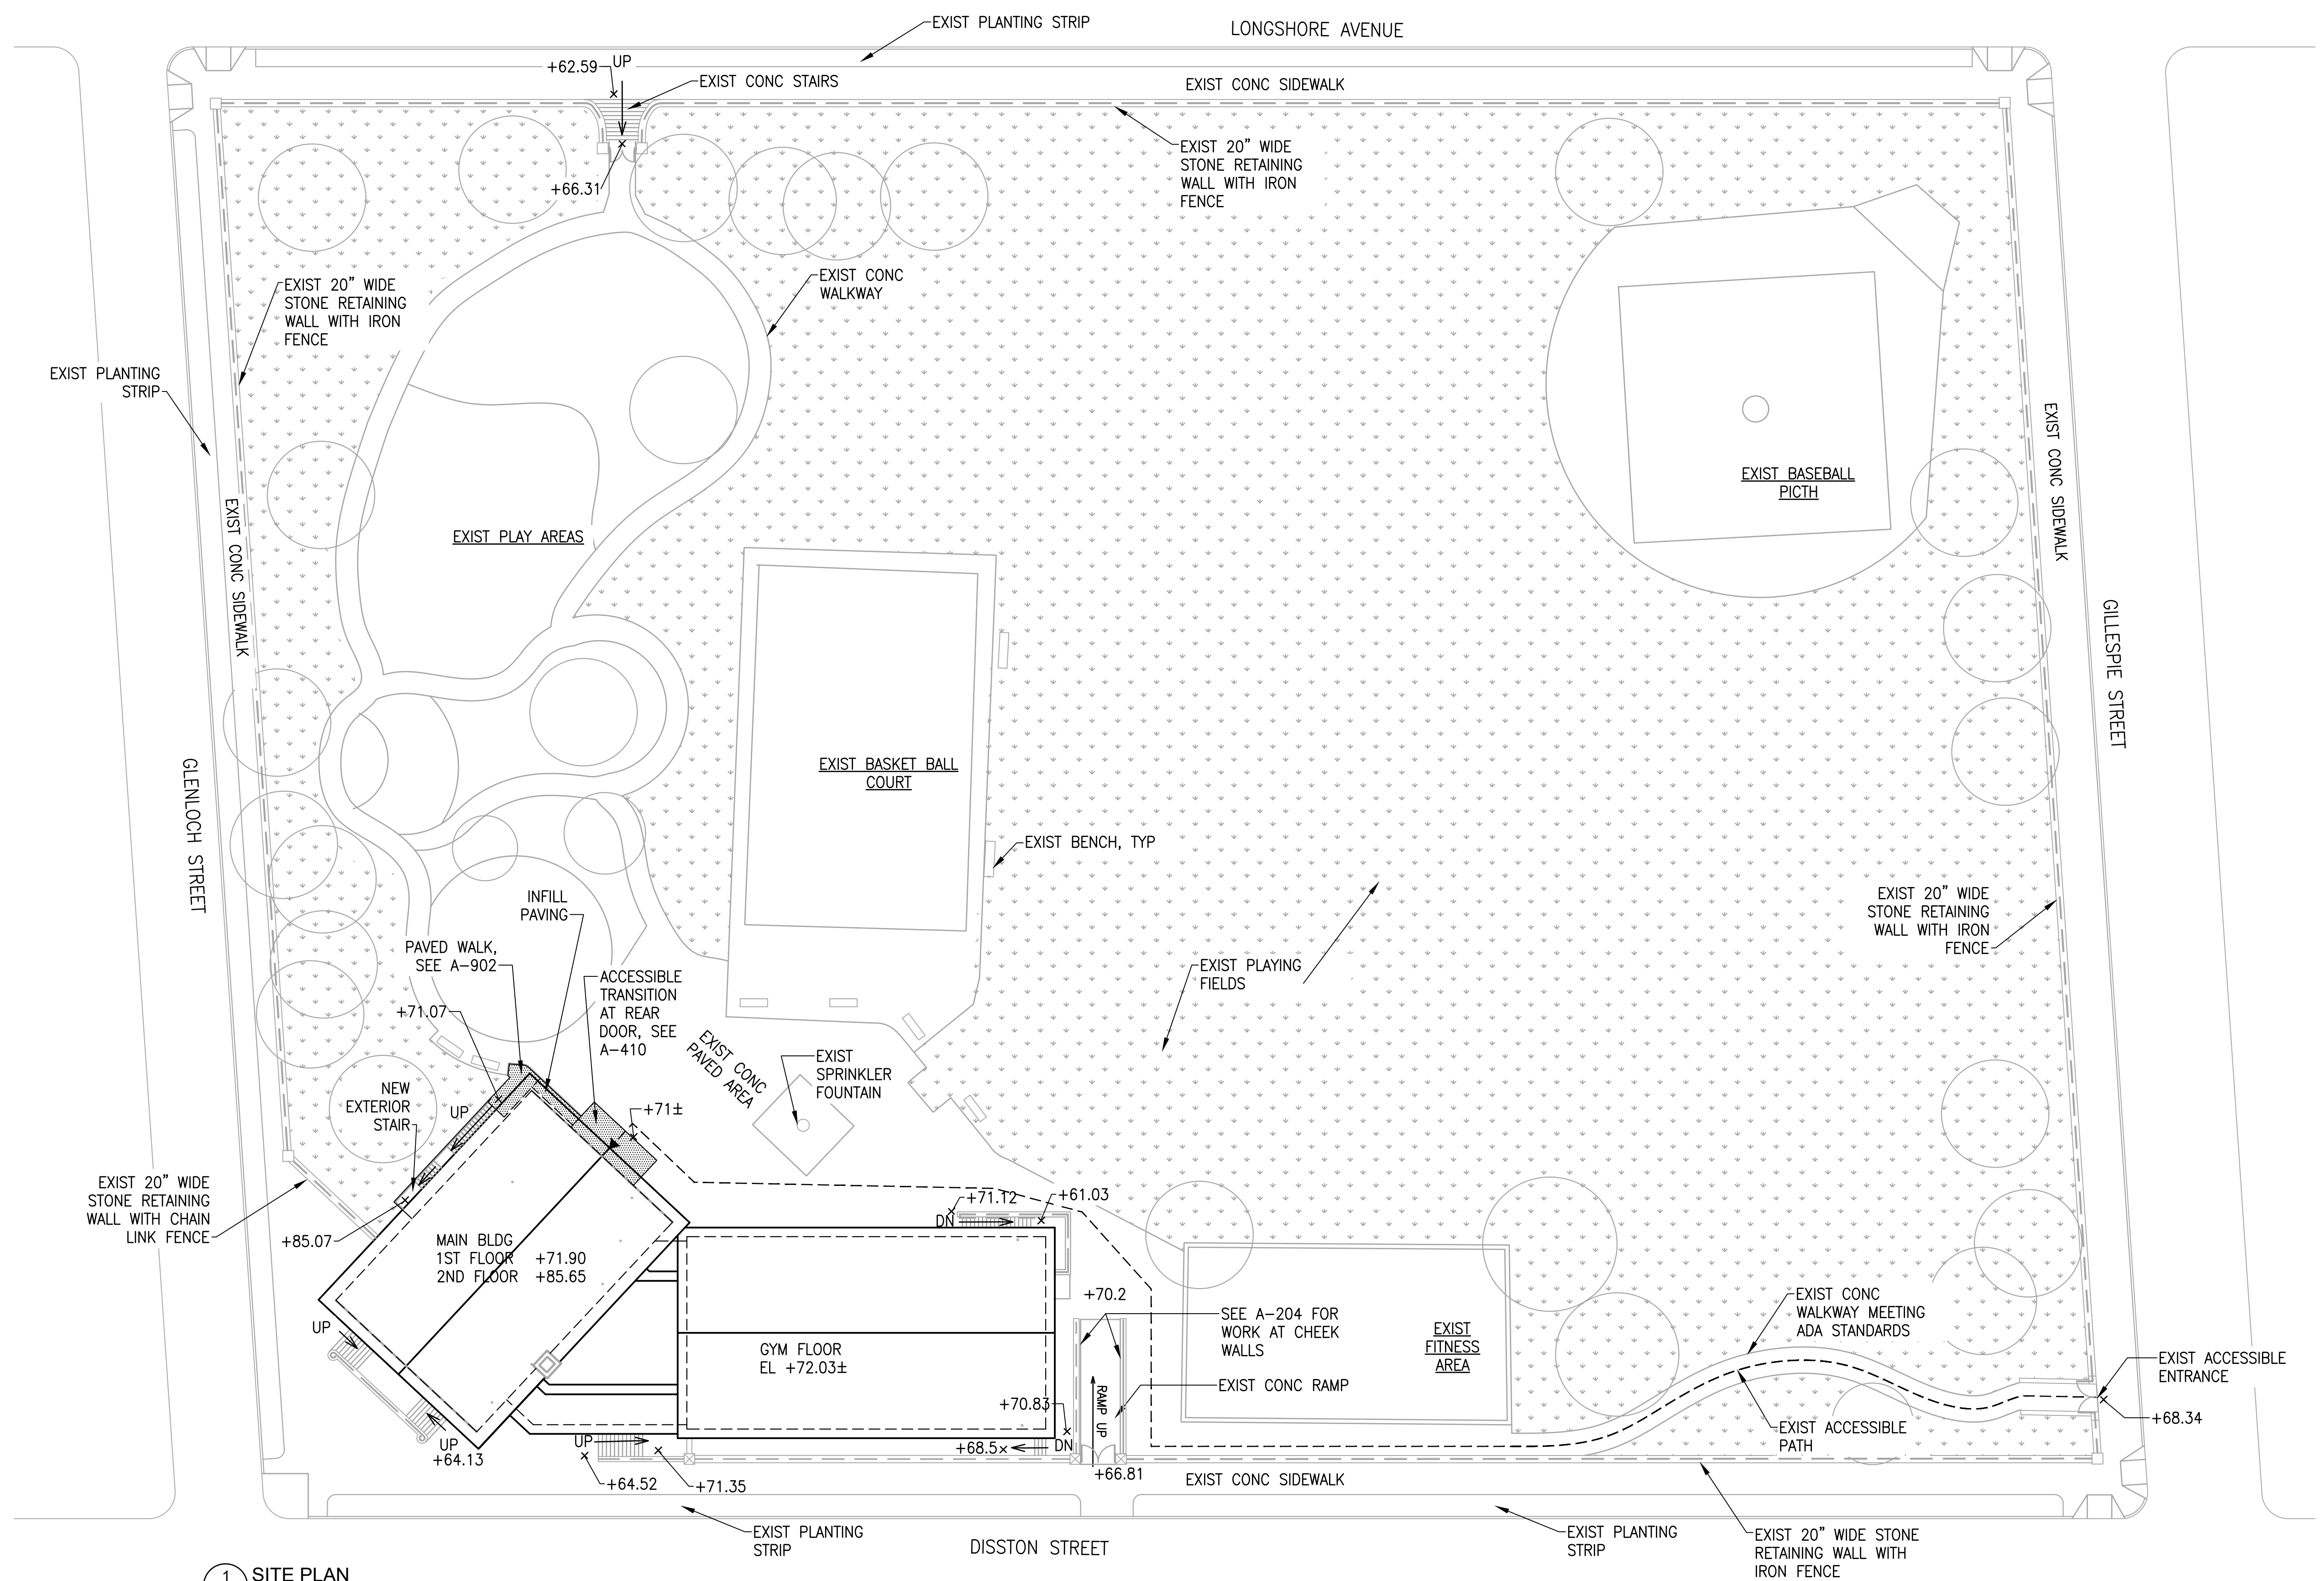 EXIST PLANTING STRIP
LONGSHORE AVENUE
+62.59
UP
EXIST CONC STAIRS
EXIST CONC SIDEWALK
EXIST 20" WIDE
STONE RETAINING
WALL WITH IRON
FENCE
+66.31
EXIST CONC
WALKWAY
EXIST 20" WIDE
STONE RETAINING
WALL WITH IRON
FENCE
EXIST PLANTING
STRIP
EXIST CONC SIDEWALK
EXIST BASEBALL
PICTH
EXIST CONC SIDEWALK
EXIST PLAY AREAS
GILLESPIE STREET
GLENLOCH STREET
EXIST BASKET BALL
COURT
EXIST BENCH, TYP
INFILL
PAVING
EXIST 20" WIDE
STONE RETAINING
WALL WITH IRON
FENCE
PAVED WALK,
SEE A-902
ACCESSIBLE
TRANSITION
AT REAR
DOOR, SEE
A-410
EXIST PLAYING
FIELDS
+71.07
EXIST CONC
PAVED AREA
EXIST
SPRINKLER
FOUNTAIN
NEW
EXTERIOR
STAIR
UP
+71±
EXIST 20" WIDE
STONE RETAINING
WALL WITH CHAIN
LINK FENCE
+85.07
+71.12
+61.03
DN
MAIN BLDG
1ST FLOOR +71.90
2ND FLOOR +85.65
+70.2
SEE A-204 FOR
WORK AT CHEEK
WALLS
EXIST
FITNESS
AREA
EXIST CONC
WALKWAY MEETING
ADA STANDARDS
UP
GYM FLOOR
EL +72.03±
EXIST CONC RAMP
RAMP UP
EXIST ACCESSIBLE
ENTRANCE
+70.83
+68.34
EXIST ACCESSIBLE
PATH
UP
+64.13
UP
+68.5
DN
+66.81
+64.52
+71.35
EXIST CONC SIDEWALK
EXIST PLANTING
STRIP
DISSTON STREET
EXIST PLANTING
STRIP
EXIST 20" WIDE STONE
RETAINING WALL WITH
IRON FENCE
1
SITE PLAN